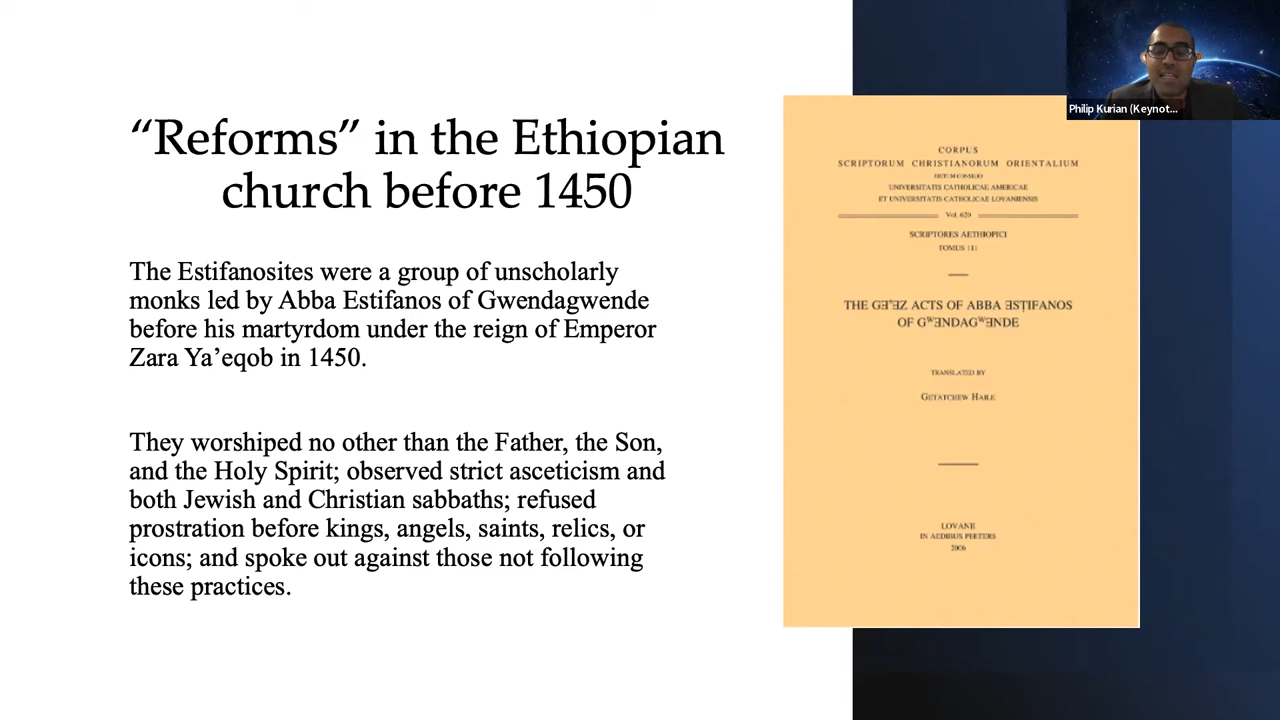 “Reforms” in the Ethiopian
church before 1450
The Estifanosites were a group of unscholarly
monks led by Abba Estifanos of Gwendagwende
before his martyrdom under the reign of Emperor
Zara Ya’eqob in 1450.
They worshiped no other than the Father, the Son,
and the Holy Spirit; observed strict asceticism and
both Jewish and Christian sabbaths; refused
prostration before kings, angels, saints, relics, or
icons; and spoke out against those not following
these practices.
CORPUS
SCRIPTORUM CHRISTIANORUM ORIENTALIUM
EDITUM CONSILIO
UNIVERSITATIS CATHOLICAE AMERICAE
ET UNIVERSITATIS CATHOLICAE LOVANIENSIS
Vol. 620
SCRIPTORES AETHIOPICI
TOMUS 111
THE GƎʿƎZ ACTS OF ABBA ƎSṬIFANOS
OF GʷƎNDAGʷƎNDE
TRANSLATED BY
GETATCHEW HAILE
LOVANII
IN AEDIBUS PEETERS
2006
Philip Kurian (Keynot...